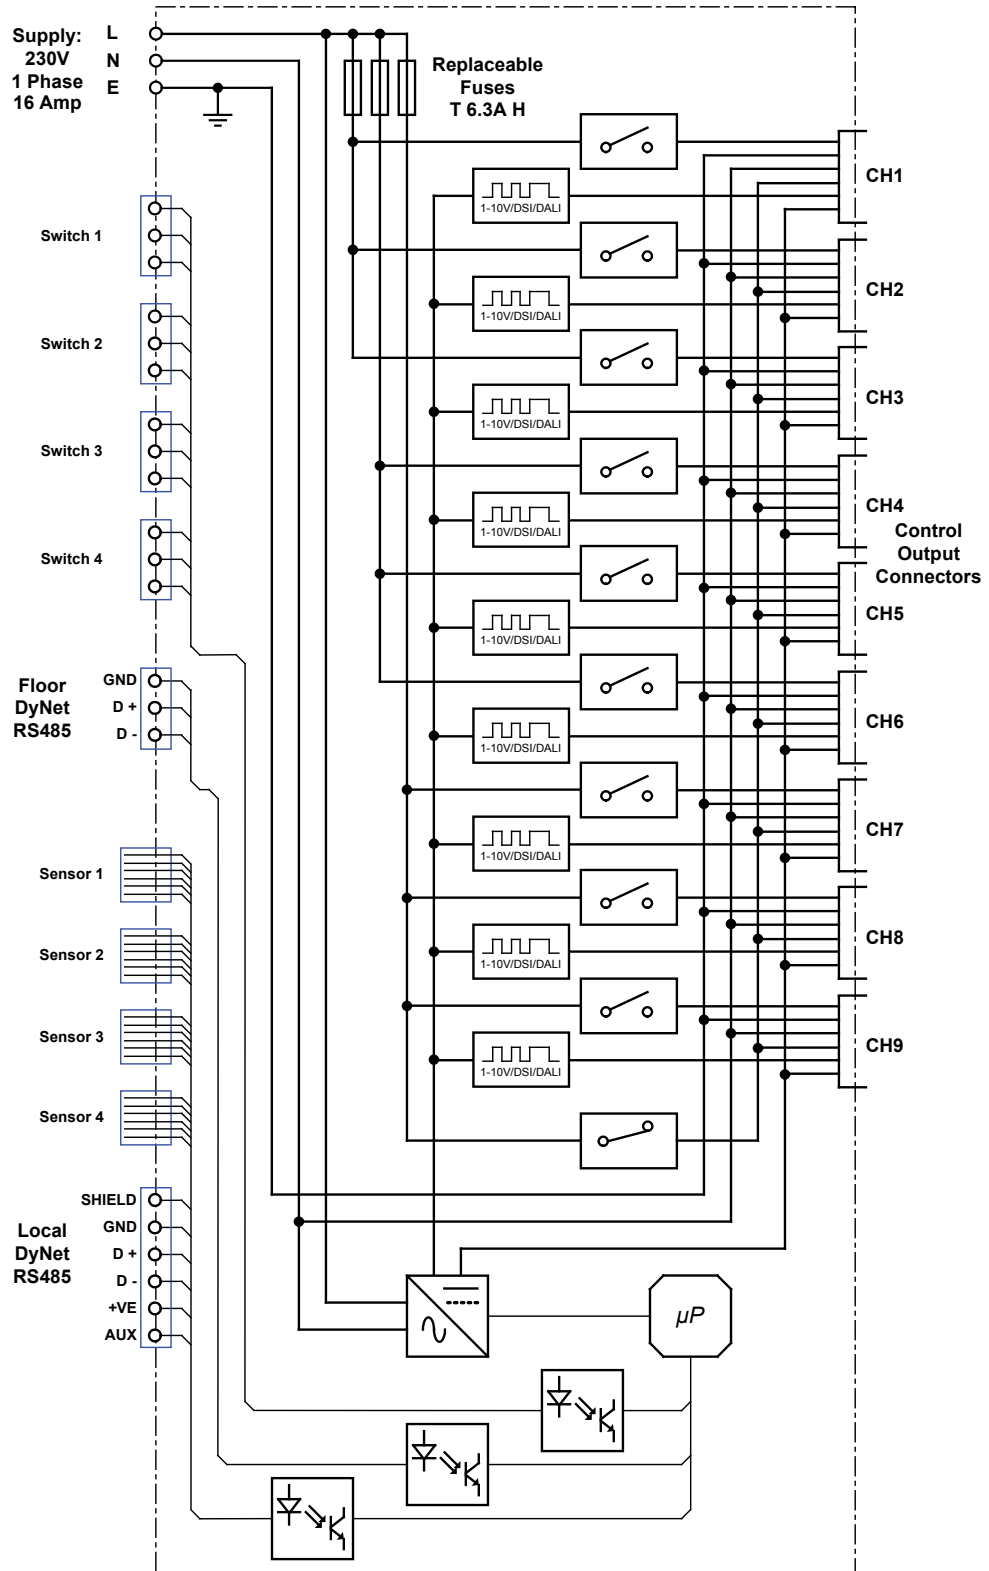 Supply:
230V
1 Phase
16 Amp
L
N
E
Replaceable
Fuses
T 6.3A H
CH1
1-10V/DSI/DALI
Switch 1
CH2
1-10V/DSI/DALI
Switch 2
CH3
1-10V/DSI/DALI
Switch 3
CH4
1-10V/DSI/DALI
Control
Output
Connectors
Switch 4
CH5
1-10V/DSI/DALI
Floor
DyNet
RS485
GND
D +
D -
CH6
1-10V/DSI/DALI
CH7
1-10V/DSI/DALI
Sensor 1
CH8
1-10V/DSI/DALI
Sensor 2
CH9
1-10V/DSI/DALI
Sensor 3
Sensor 4
Local
DyNet
RS485
SHIELD
GND
D +
D -
+VE
AUX
µP